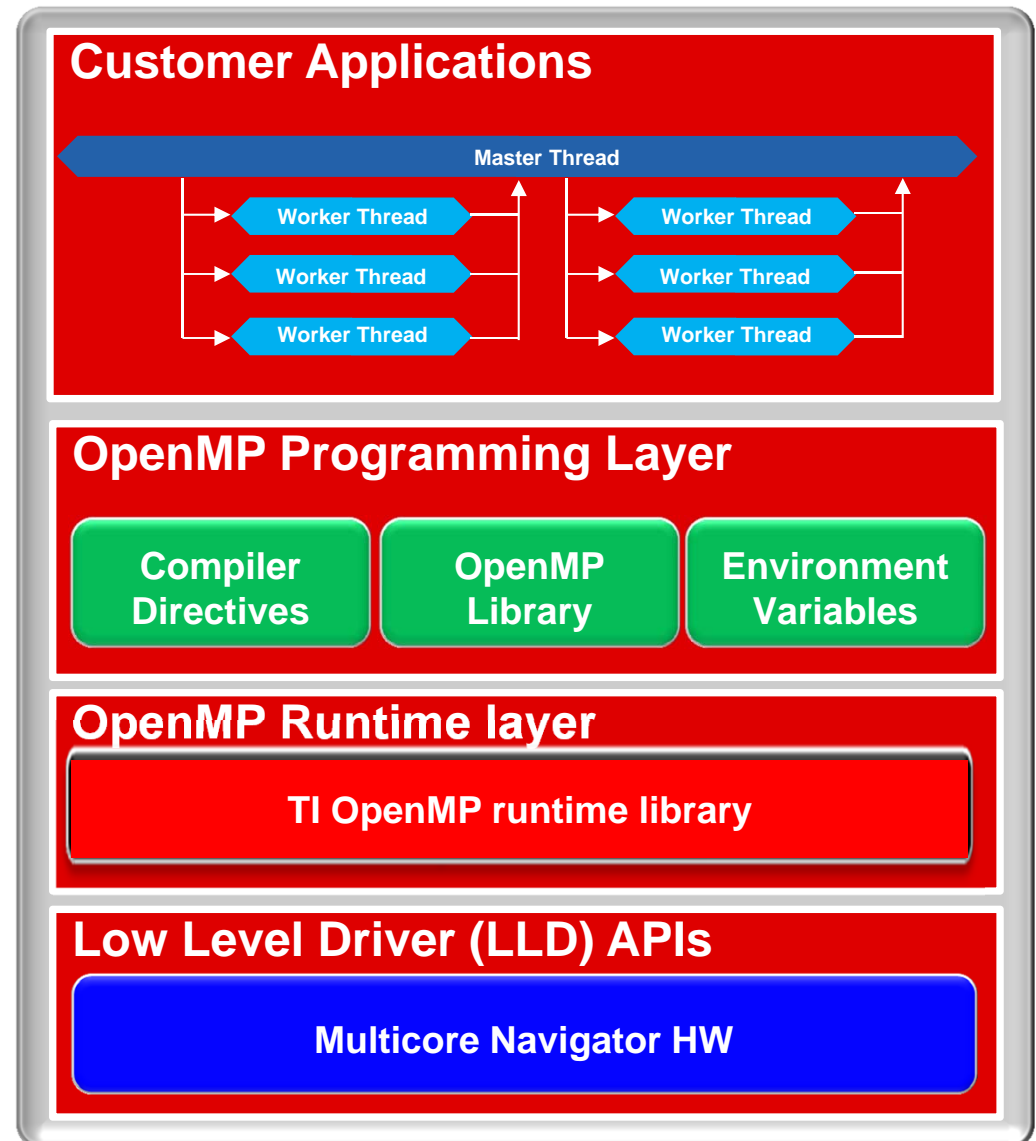 Customer Applications
Master Thread
Worker Thread
Worker Thread
Worker Thread
Worker Thread
Worker Thread
Worker Thread
OpenMP Programming Layer
Compiler
Directives
OpenMP
Library
Environment
Variables
OpenMP Runtime layer
TI OpenMP runtime library
Low Level Driver (LLD) APIs
Multicore Navigator HW